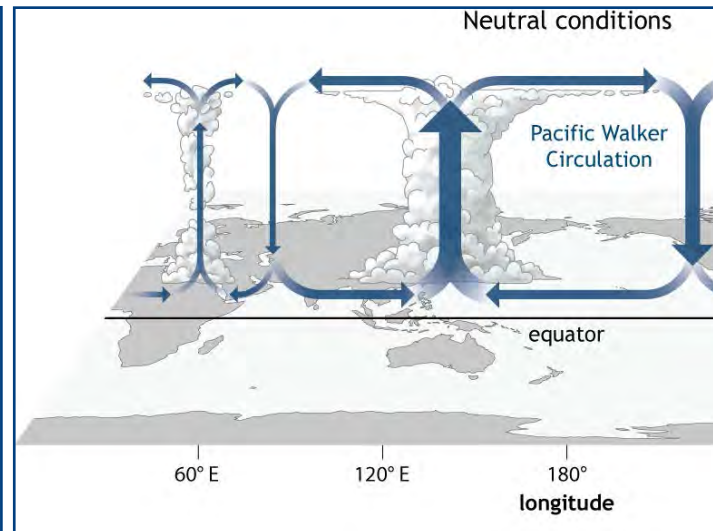 Neutral conditions
Pacific Walker
Circulation
equator
60° E
120° E
180°
longitude